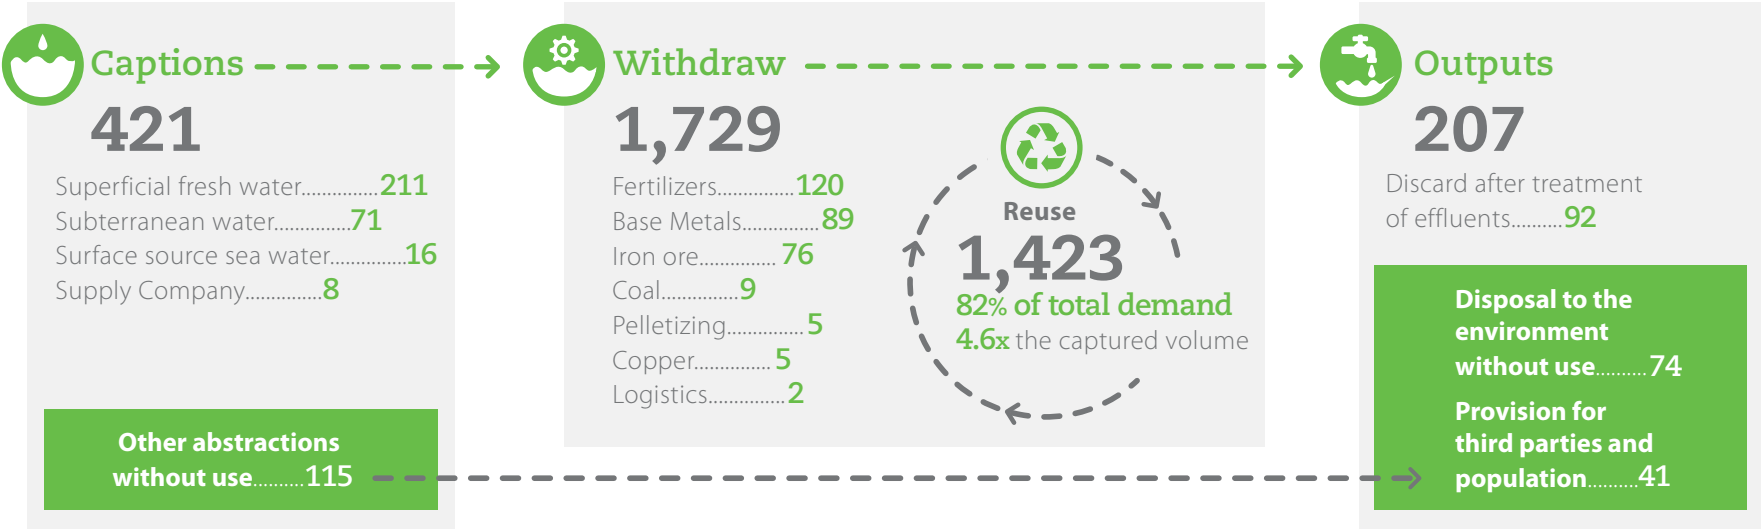 Captions
421
Superficial fresh water...............211
Subterranean water...............71
Surface source sea water...............16
Supply Company...............8
Other abstractions
without use..........115
Withdraw
1,729
Fertilizers...............120
Base Metals...............89
Iron ore............... 76
Coal...............9
Pelletizing............... 5
Copper............... 5
Logistics...............2
Reuse
1,423
82% of total demand
4.6x the captured volume
Outputs
207
Discard after treatment
of effluents..........92
Disposal to the
environment
without use..........74
Provision for
third parties and
population..........41